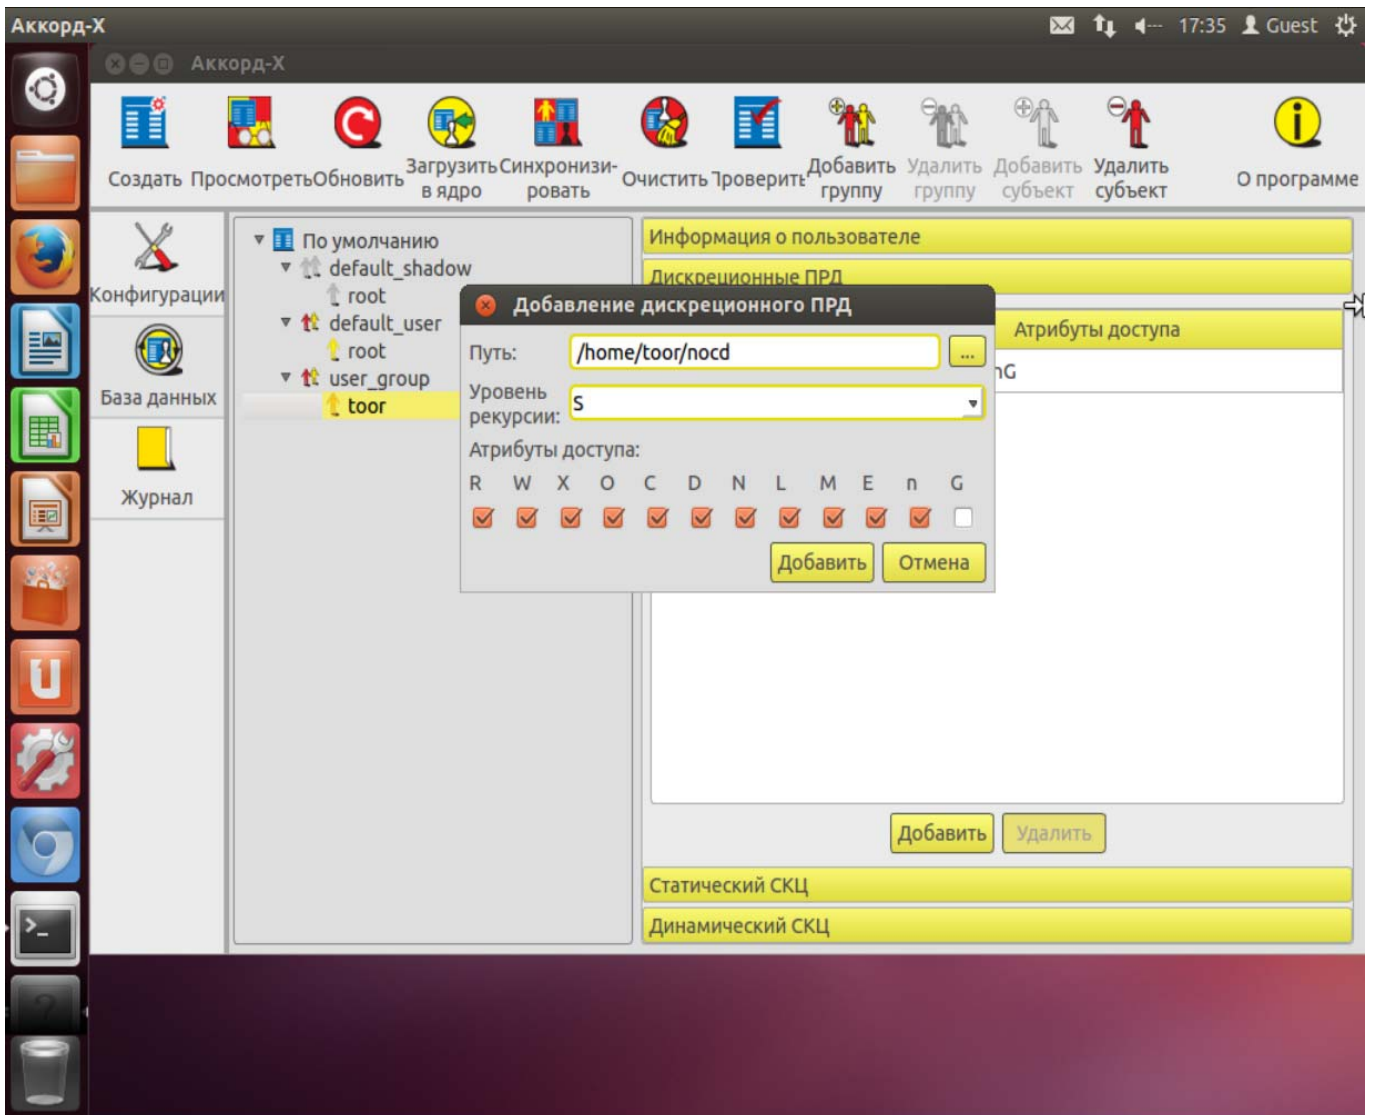 Аккорд-X
17:35 Guest
Аккорд-X
Создать
Просмотреть
Обновить
Загрузить
в ядро
Синхронизи-
ровать
Очистить
Проверить
Добавить
группу
Удалить
группу
Добавить
субъект
Удалить
субъект
О программе
Конфигурации
База данных
Журнал
По умолчанию
default_shadow
root
default_user
root
user_group
toor
Информация о пользователе
Дискреционные ПРД
Атрибуты доступа
nG
Добавление дискреционного ПРД
Путь: /home/toor/nocd ...
Уровень
рекурсии: S
Атрибуты доступа:
R W X O C D N L M E n G
Добавить Отмена
Добавить Удалить
Статический СКЦ
Динамический СКЦ